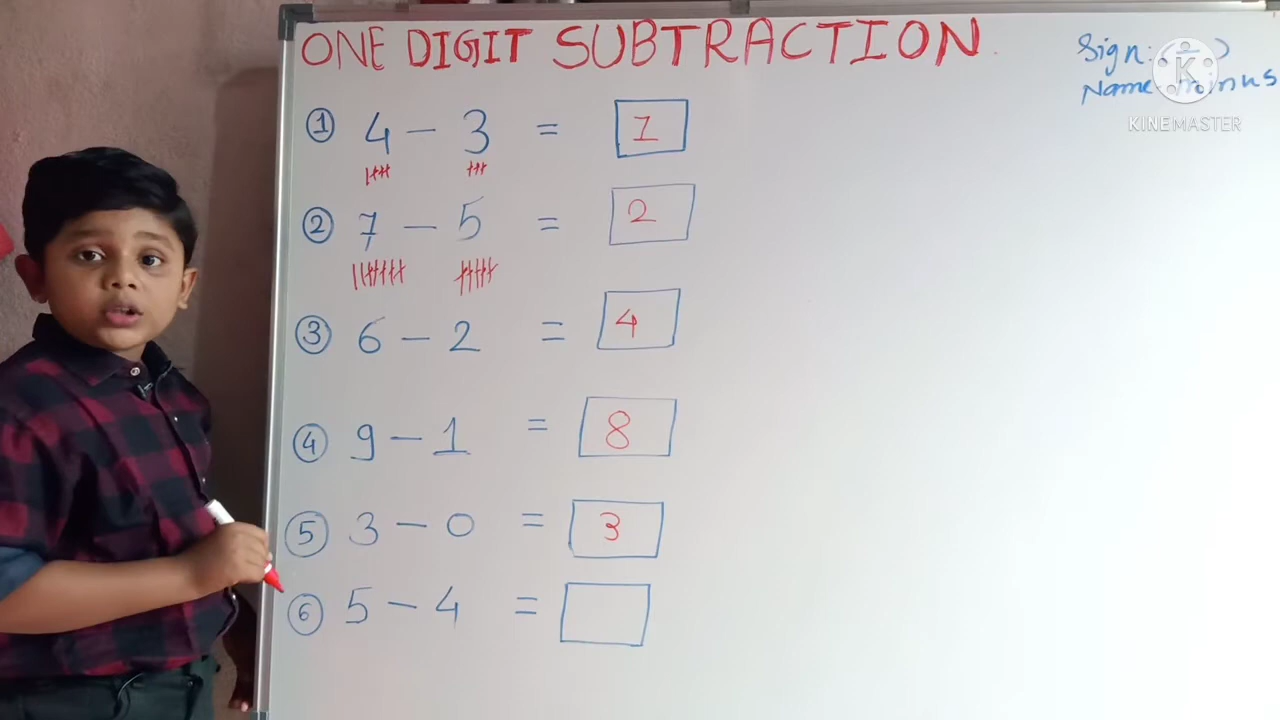 ONE DIGIT SUBTRACTION
Sign:
Name minus
K
KINEMASTER
① 4 – 3 = 1
② 7 – 5 = 2
③ 6 – 2 = 4
④ 9 – 1 = 8
⑤ 3 – 0 = 3
⑥ 5 – 4 =